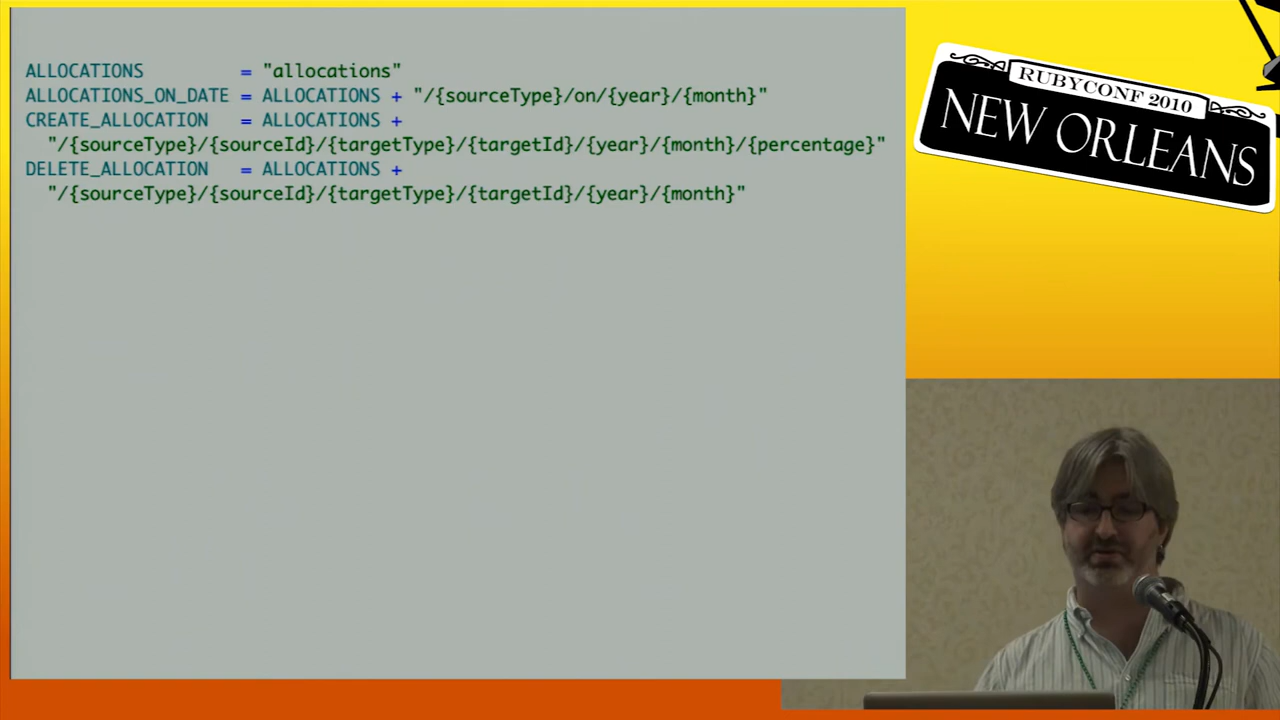 ALLOCATIONS         = "allocations"
ALLOCATIONS_ON_DATE = ALLOCATIONS + "/{sourceType}/on/{year}/{month}"
CREATE_ALLOCATION   = ALLOCATIONS +
  "/{sourceType}/{sourceId}/{targetType}/{targetId}/{year}/{month}/{percentage}"
DELETE_ALLOCATION   = ALLOCATIONS +
  "/{sourceType}/{sourceId}/{targetType}/{targetId}/{year}/{month}"
RUBYCONF 2010
NEW ORLEANS